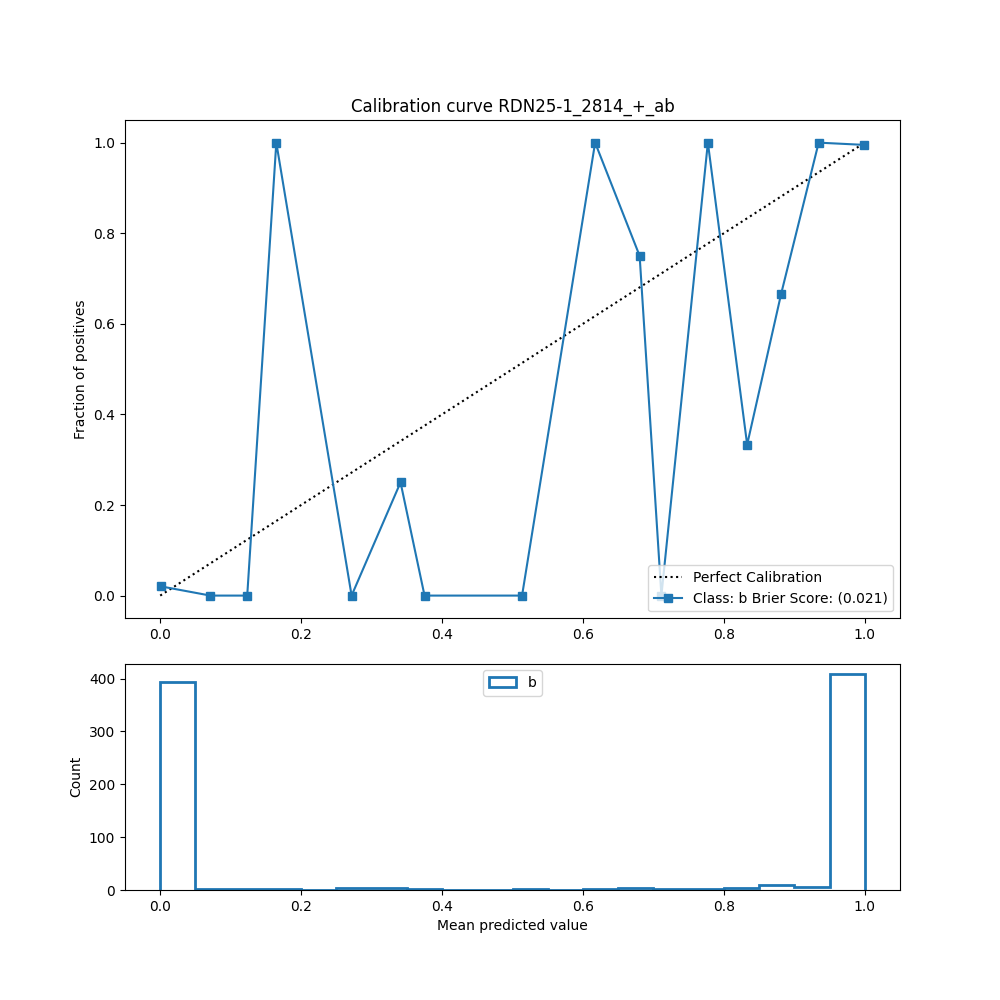 Calibration curve RDN25-1_2814_+_ab
1.0
0.8
0.6
0.4
0.2
0.0
Fraction of positives
Perfect Calibration
Class: b Brier Score: (0.021)
0.0 0.2 0.4 0.6 0.8 1.0
b
400
300
200
100
0
Count
0.0 0.2 0.4 0.6 0.8 1.0
Mean predicted value